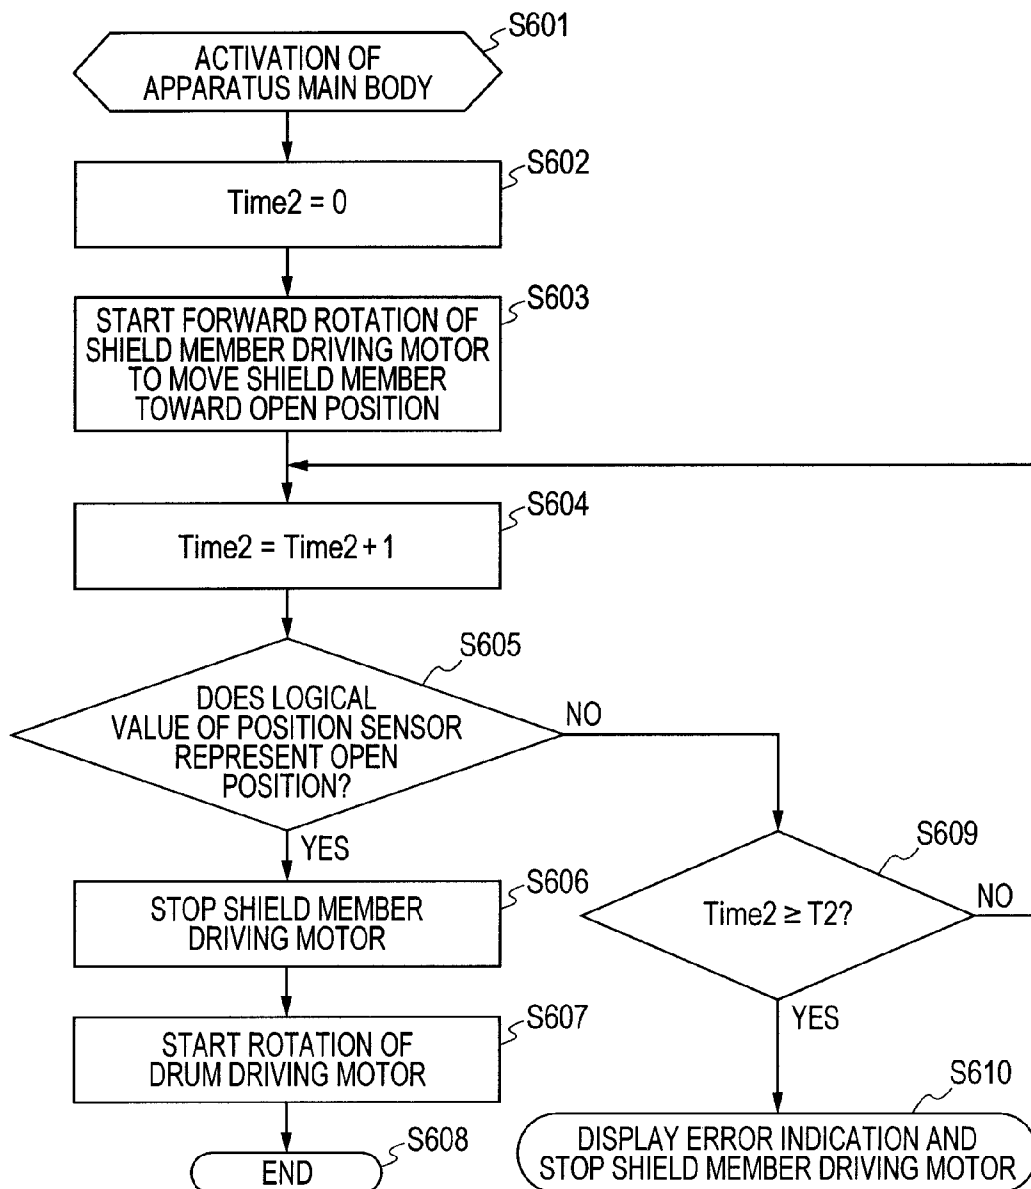 S601
ACTIVATION OF
APPARATUS MAIN BODY
S602
Time2 = 0
S603
START FORWARD ROTATION OF
SHIELD MEMBER DRIVING MOTOR
TO MOVE SHIELD MEMBER
TOWARD OPEN POSITION
S604
Time2 = Time2 + 1
S605
DOES LOGICAL
VALUE OF POSITION SENSOR
REPRESENT OPEN
POSITION?
NO
YES
S606
STOP SHIELD MEMBER
DRIVING MOTOR
S607
START ROTATION OF
DRUM DRIVING MOTOR
S608
END
S609
Time2 ≥ T2?
NO
YES
S610
DISPLAY ERROR INDICATION AND
STOP SHIELD MEMBER DRIVING MOTOR